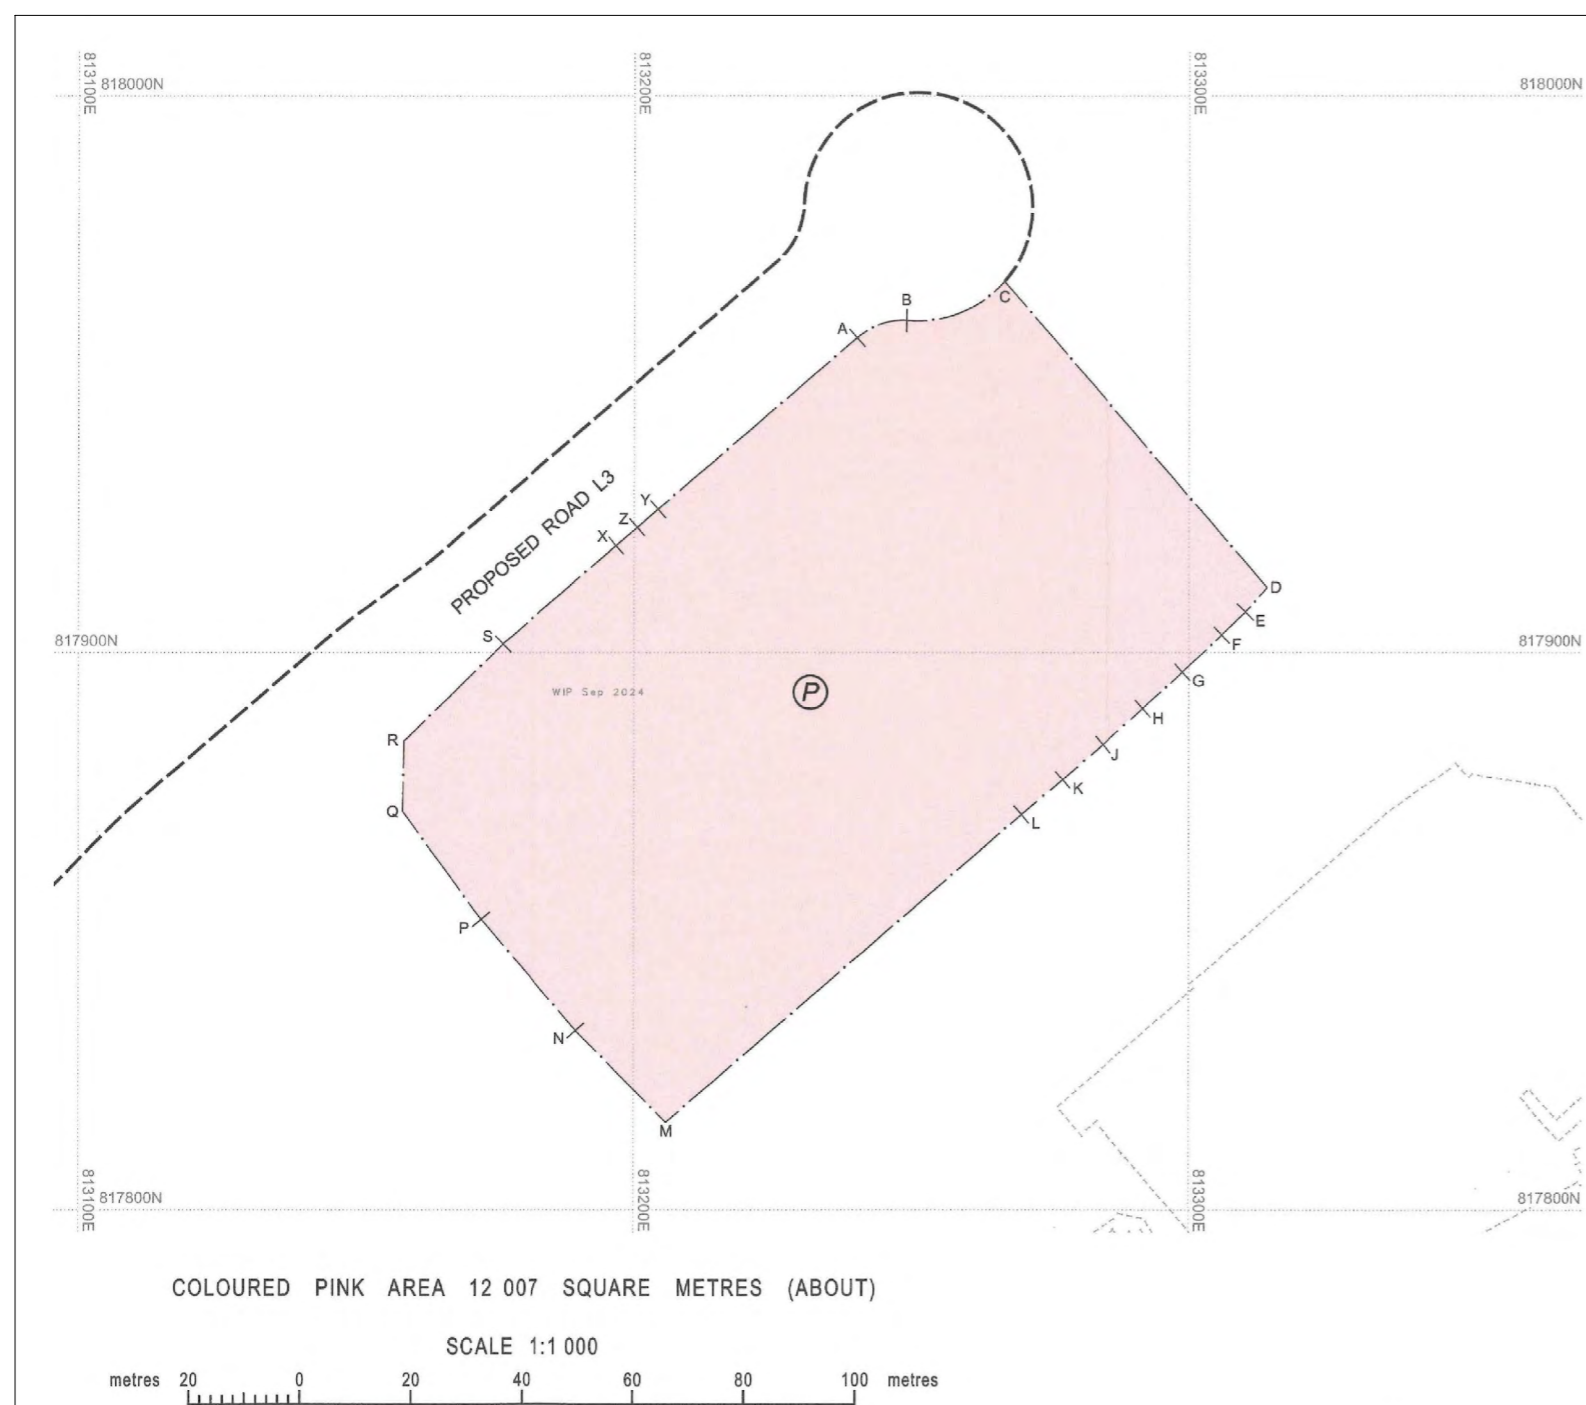 813100E
813200E
813300E
818000N
818000N
B
C
A
PROPOSED ROAD L3
Y
Z
X
D
E
F
S
817900N
817900N
G
WIP Sep 2024
P
H
R
J
K
Q
L
P
N
M
813100E
813200E
813300E
817800N
817800N
COLOURED PINK AREA 12 007 SQUARE METRES (ABOUT)
SCALE 1:1 000
metres 20 0 20 40 60 80 100 metres